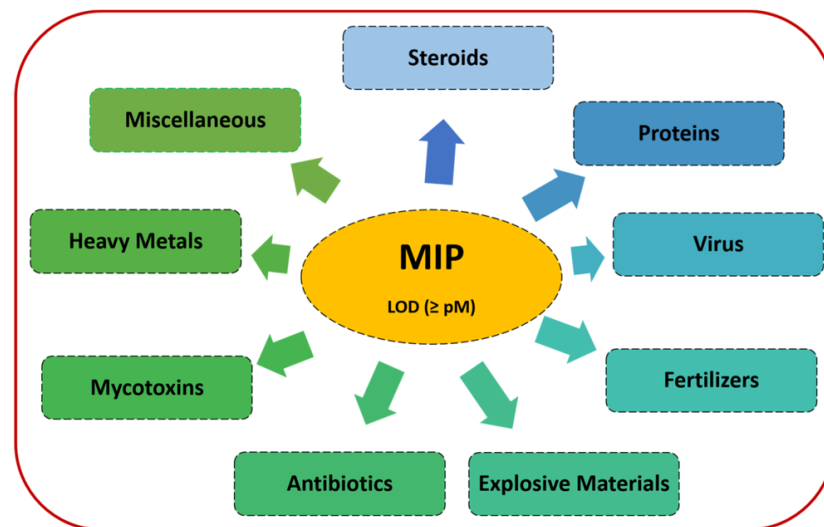 Steroids
Miscellaneous
Proteins
Heavy Metals
MIP
LOD (≥ pM)
Virus
Mycotoxins
Fertilizers
Antibiotics
Explosive Materials